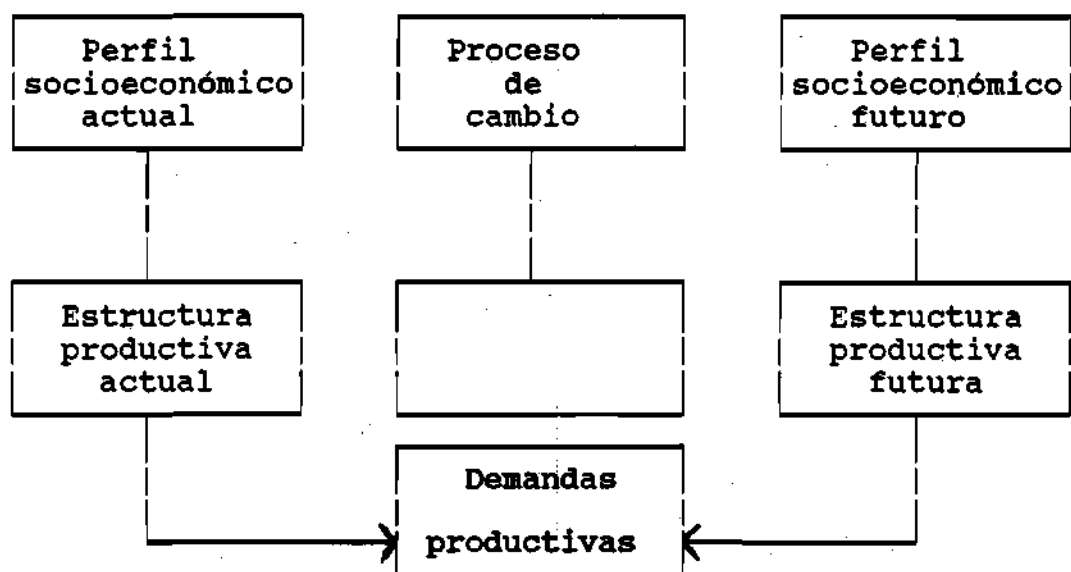 Perfil
socioeconómico
actual
Proceso
de
cambio
Perfil
socioeconómico
futuro
Estructura
productiva
actual
Estructura
productiva
futura
Demandas
productivas